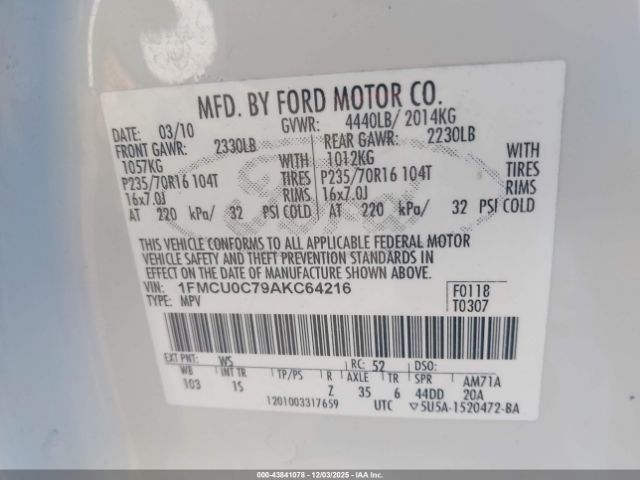 MFD. BY FORD MOTOR CO.
DATE: 03/10 GVWR: 4440LB/ 2014KG
FRONT GAWR: 2330LB REAR GAWR: 2230LB
1057KG WITH 1012KG WITH
P235/70R16 104T TIRES P235/70R16 104T TIRES
16x7.0J RIMS 16x7.0J RIMS
AT 220 kPa/ 32 PSI COLD AT 220 kPa/ 32 PSI COLD
THIS VEHICLE CONFORMS TO ALL APPLICABLE FEDERAL MOTOR
VEHICLE SAFETY AND THEFT PREVENTION STANDARDS IN
EFFECT ON THE DATE OF MANUFACTURE SHOWN ABOVE.
VIN: 1FMCU0C79AKC64216 F0118
TYPE: MPV T0307
EXT PNT: WS RC: 52 DSO:
WB INT TR TP/PS R AXLE TR SPR AM71A
103 15 Z 35 6 44DD 20A
1201003317659 UTC ▽5U5A-1520472-BA
000-43841078 12/03/2025 IAA Inc.